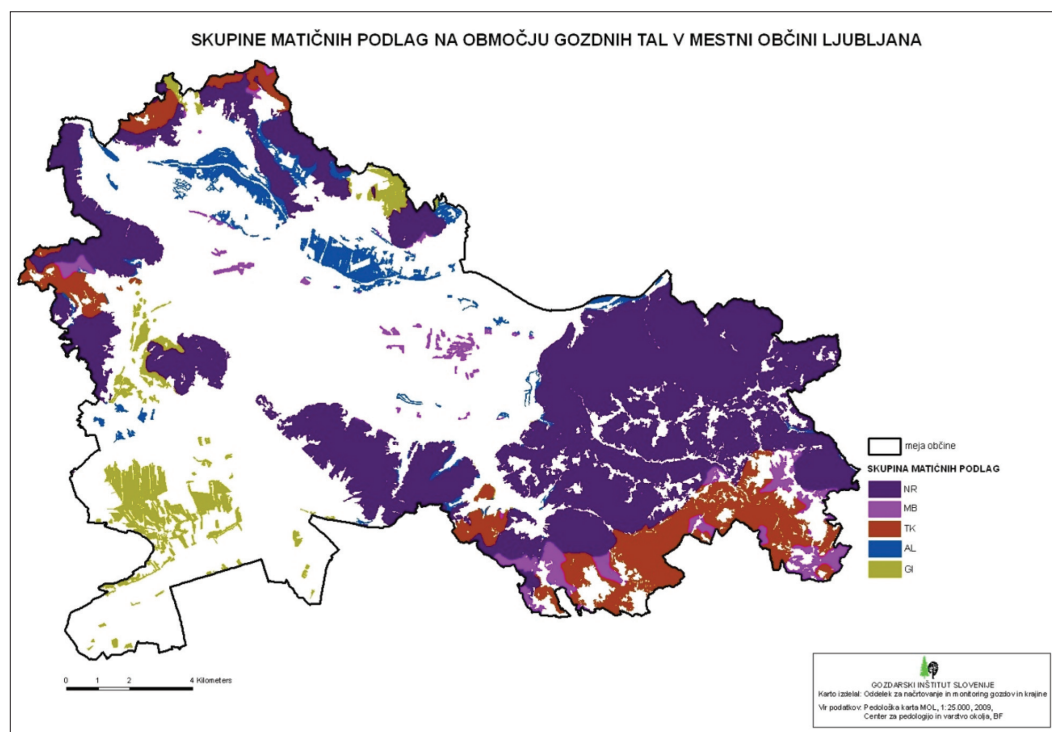 SKUPINE MATIČNIH PODLAG NA OBMOČJU GOZDNIH TAL V MESTNI OBČINI LJUBLJANA
meja občine
SKUPINA MATIČNIH PODLAG
NR
MB
TK
AL
GI
0 1 2 4 Kilometers
GOZDARSKI INŠTITUT SLOVENIJE
Karto izdelal: Oddelek za načrtovanje in monitoring gozdov in krajine
Vir podatkov: Pedološka karta MOL, 1:25.000, 2009,
Center za pedologijo in varstvo okolja, BF